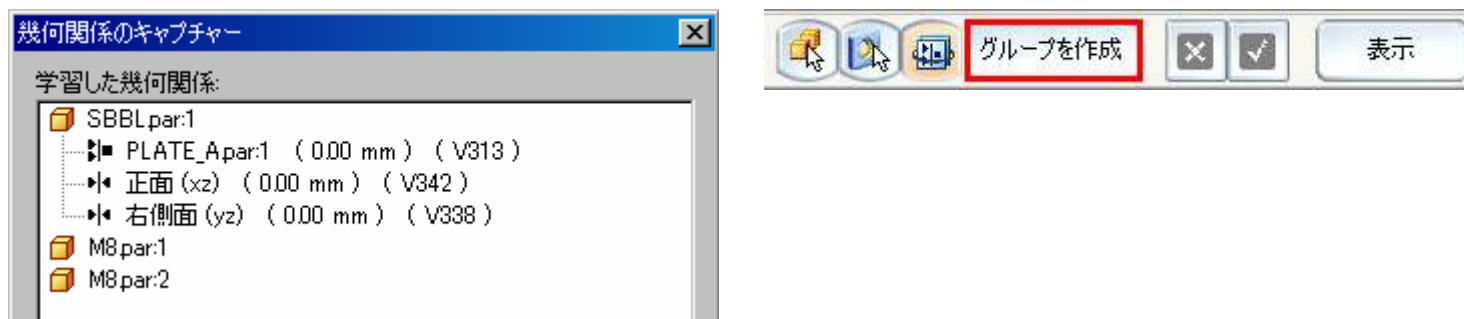 幾何関係のキャプチャー
学習した幾何関係:
SBBL.par:1
PLATE_A.par:1 (0.00 mm) (V313)
正面 (xz) (0.00 mm) (V342)
右側面 (yz) (0.00 mm) (V338)
M8.par:1
M8.par:2
グループを作成
表示